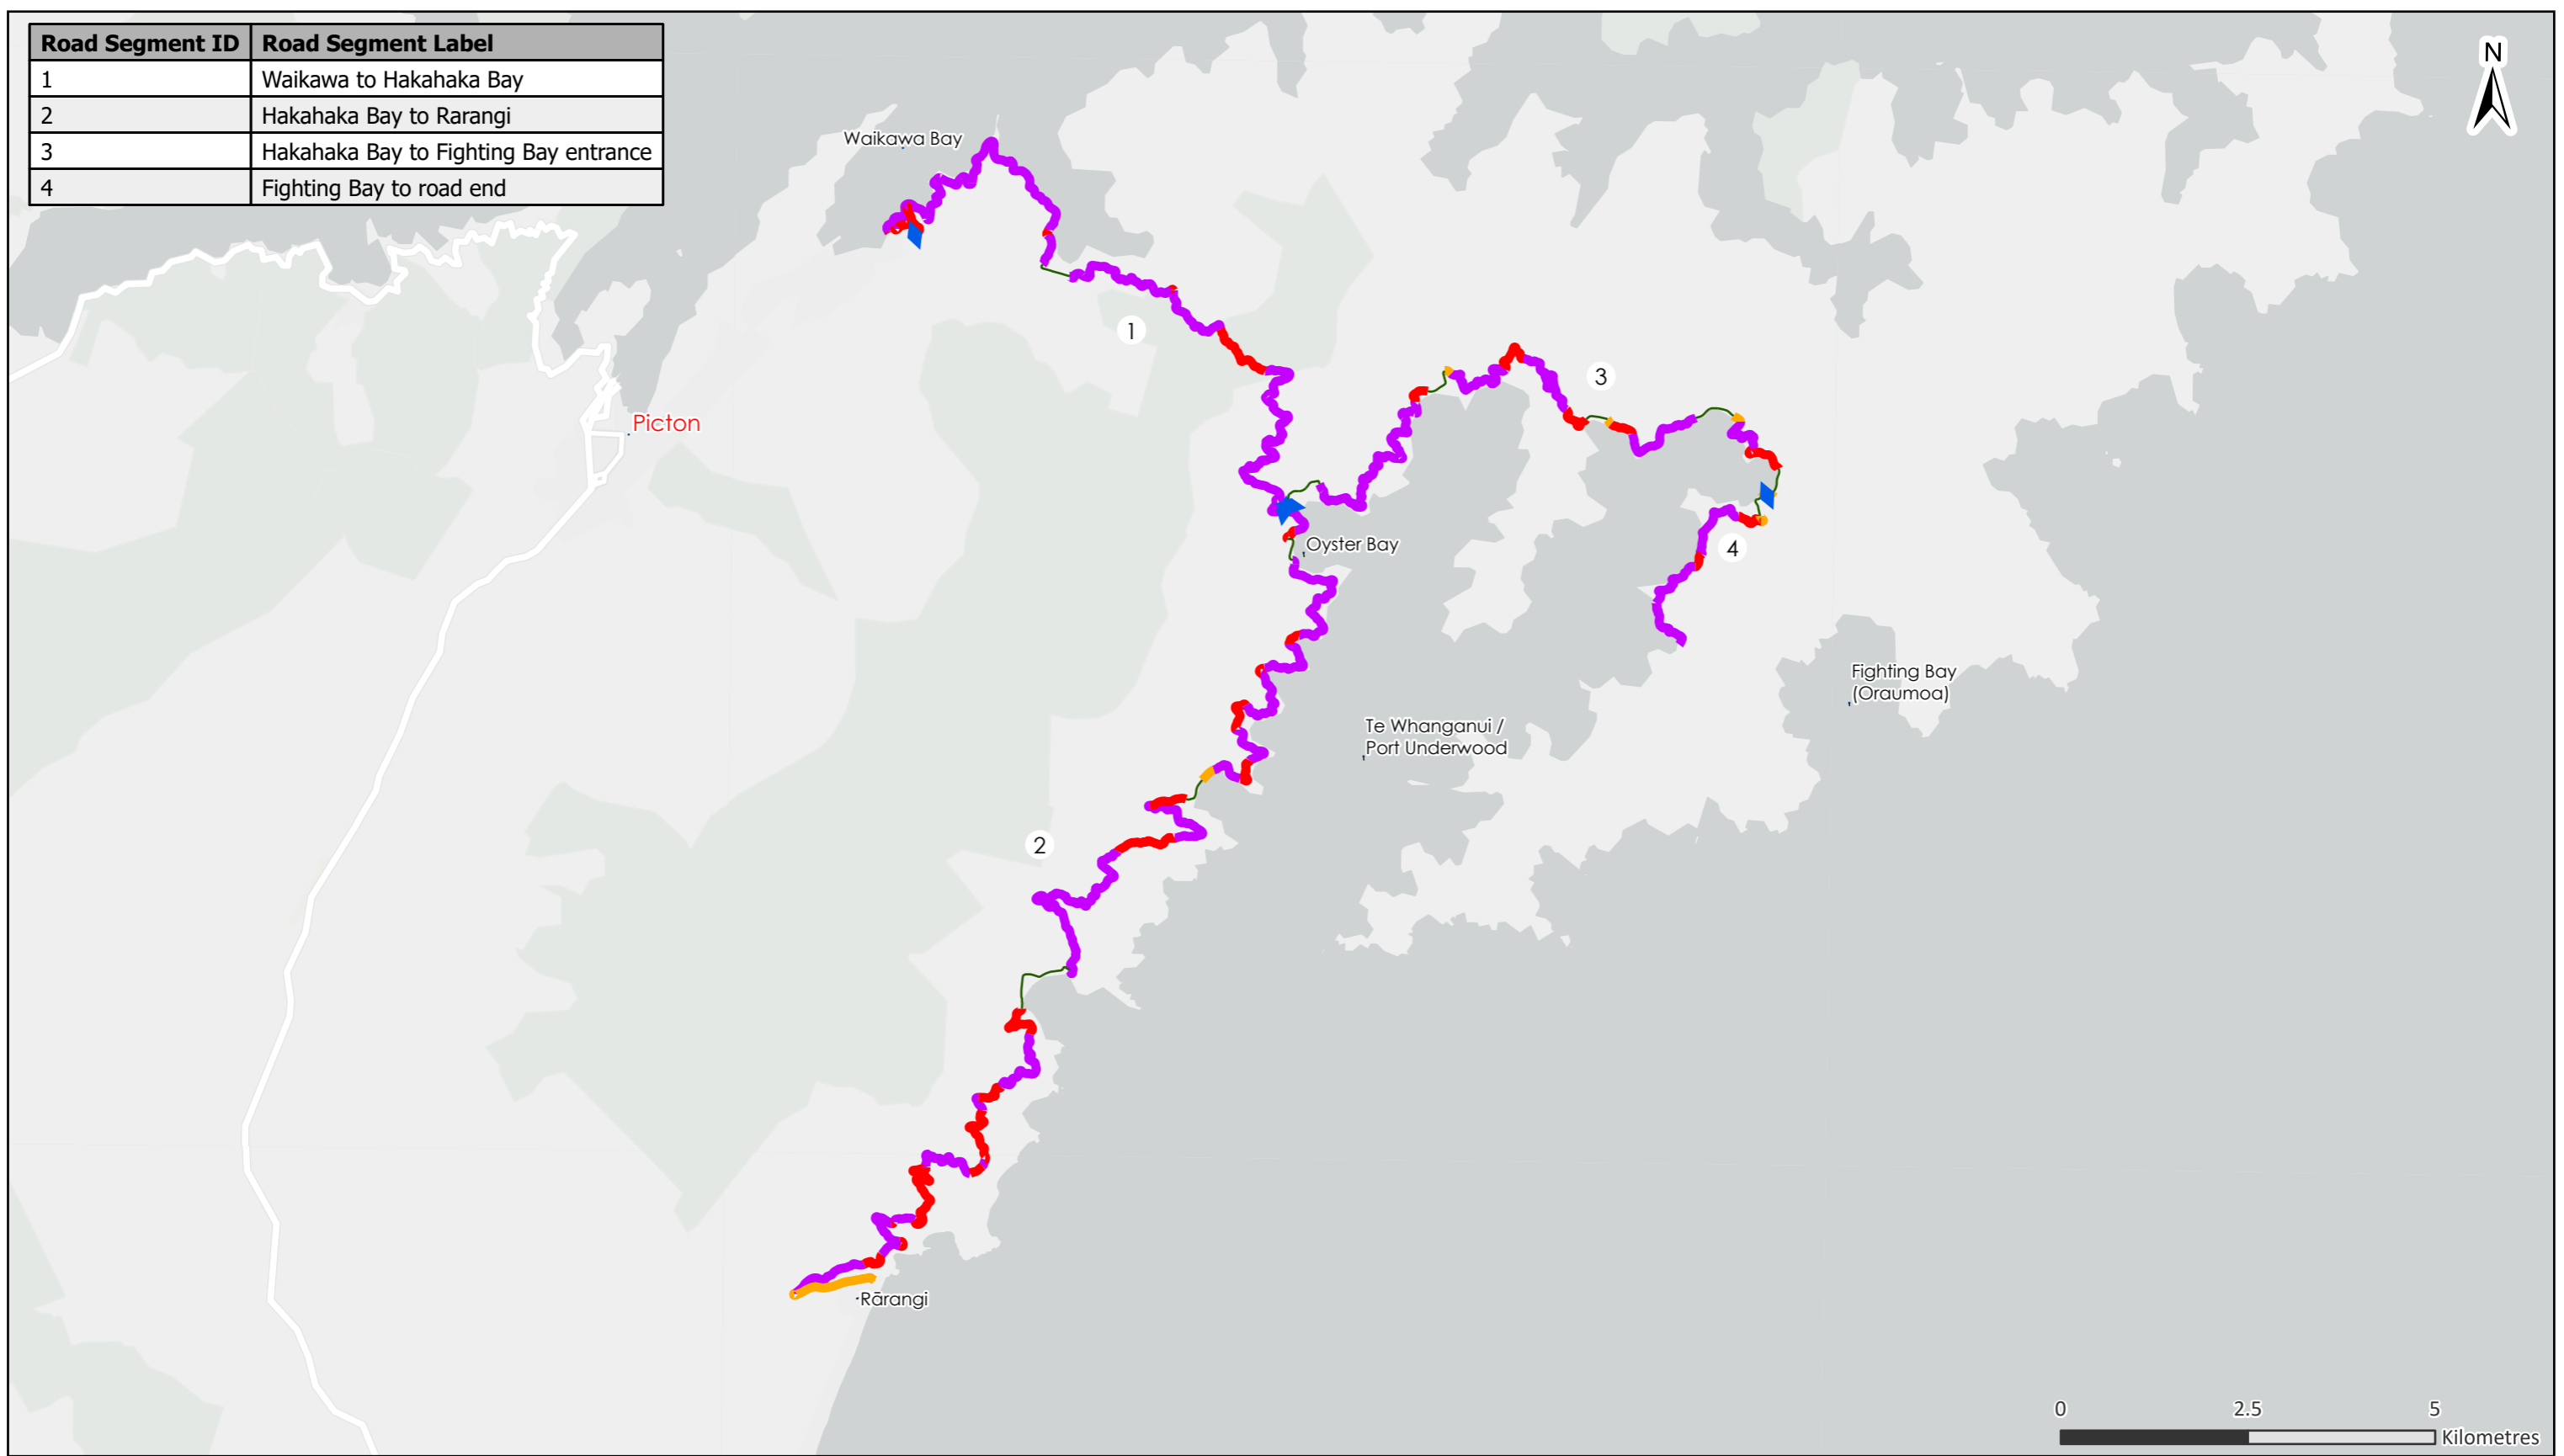 Road Segment ID Road Segment Label
1 Waikawa to Hakahaka Bay
2 Hakahaka Bay to Rarangi
3 Hakahaka Bay to Fighting Bay entrance
4 Fighting Bay to road end
N
Waikawa Bay
1
3
Picton
Oyster Bay
4
Fighting Bay
(Oraumoa)
Te Whanganui /
Port Underwood
2
Rārangi
0 2.5 5
Kilometres